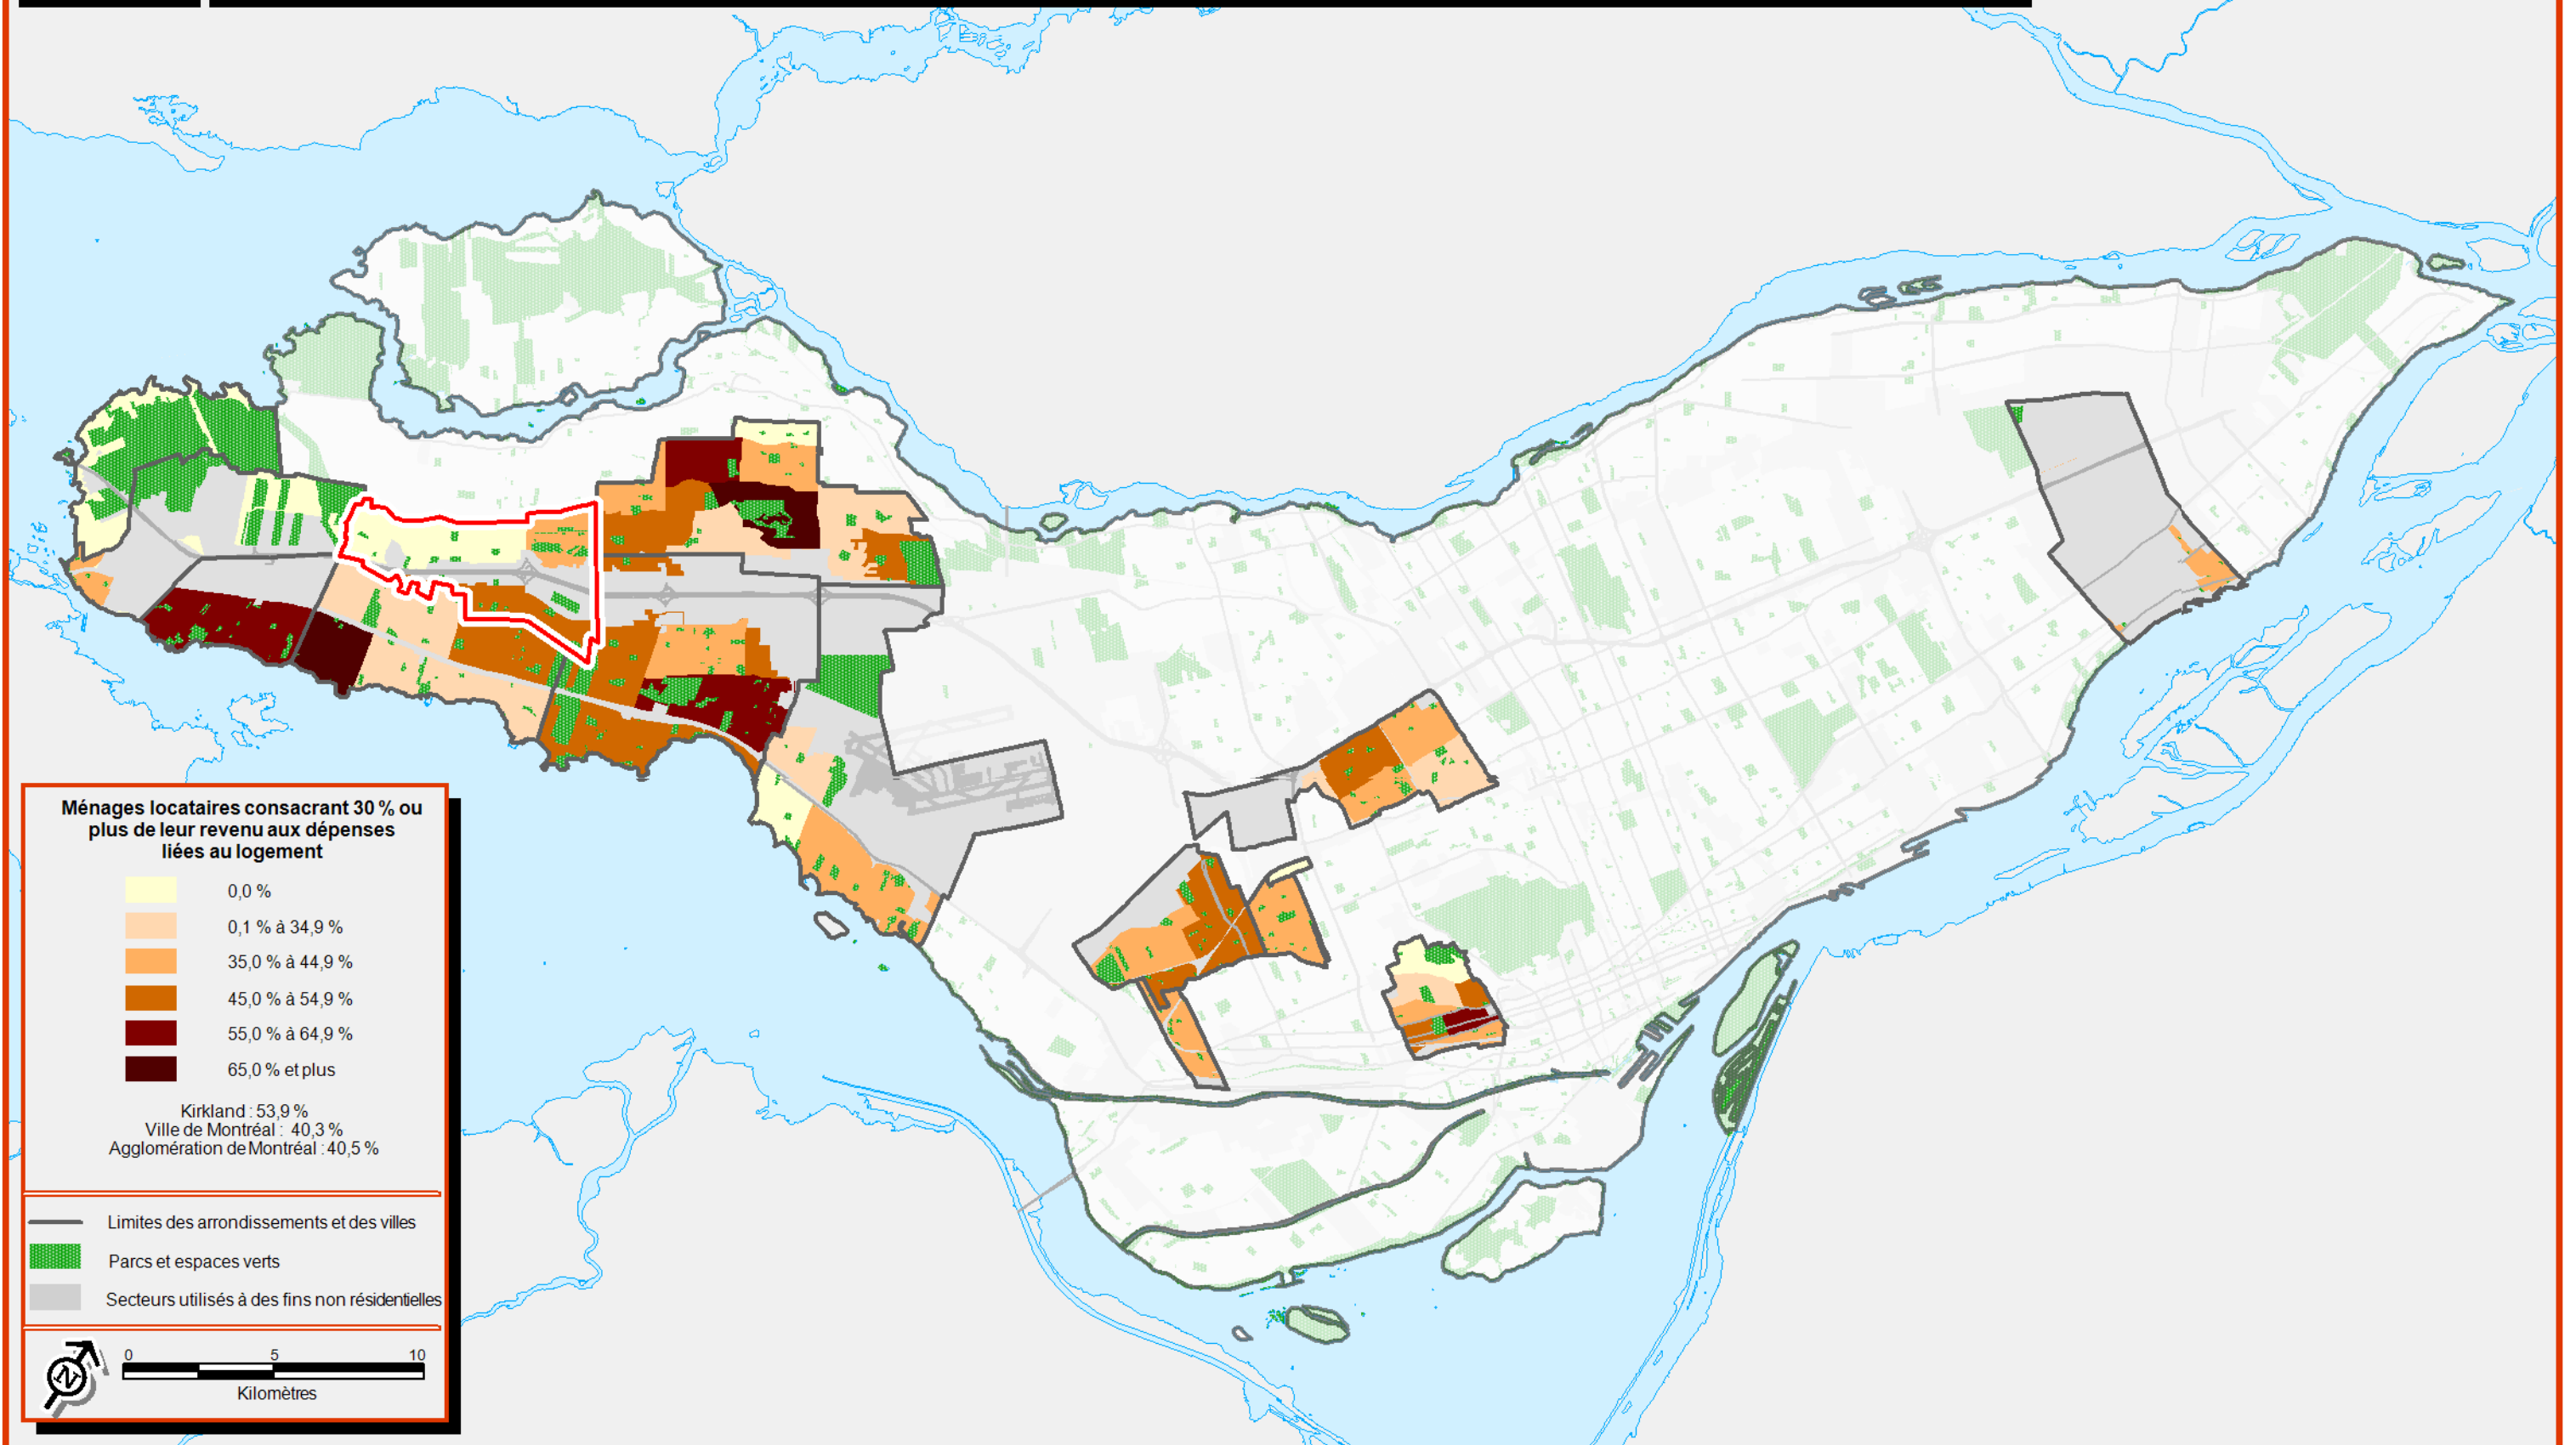 Ménages locataires consacrant 30 % ou
plus de leur revenu aux dépenses
liées au logement
0,0 %
0,1 % à 34,9 %
35,0 % à 44,9 %
45,0 % à 54,9 %
55,0 % à 64,9 %
65,0 % et plus
Kirkland : 53,9 %
Ville de Montréal : 40,3 %
Agglomération de Montréal : 40,5 %
Limites des arrondissements et des villes
Parcs et espaces verts
Secteurs utilisés à des fins non résidentielles
N
0 5 10
Kilomètres